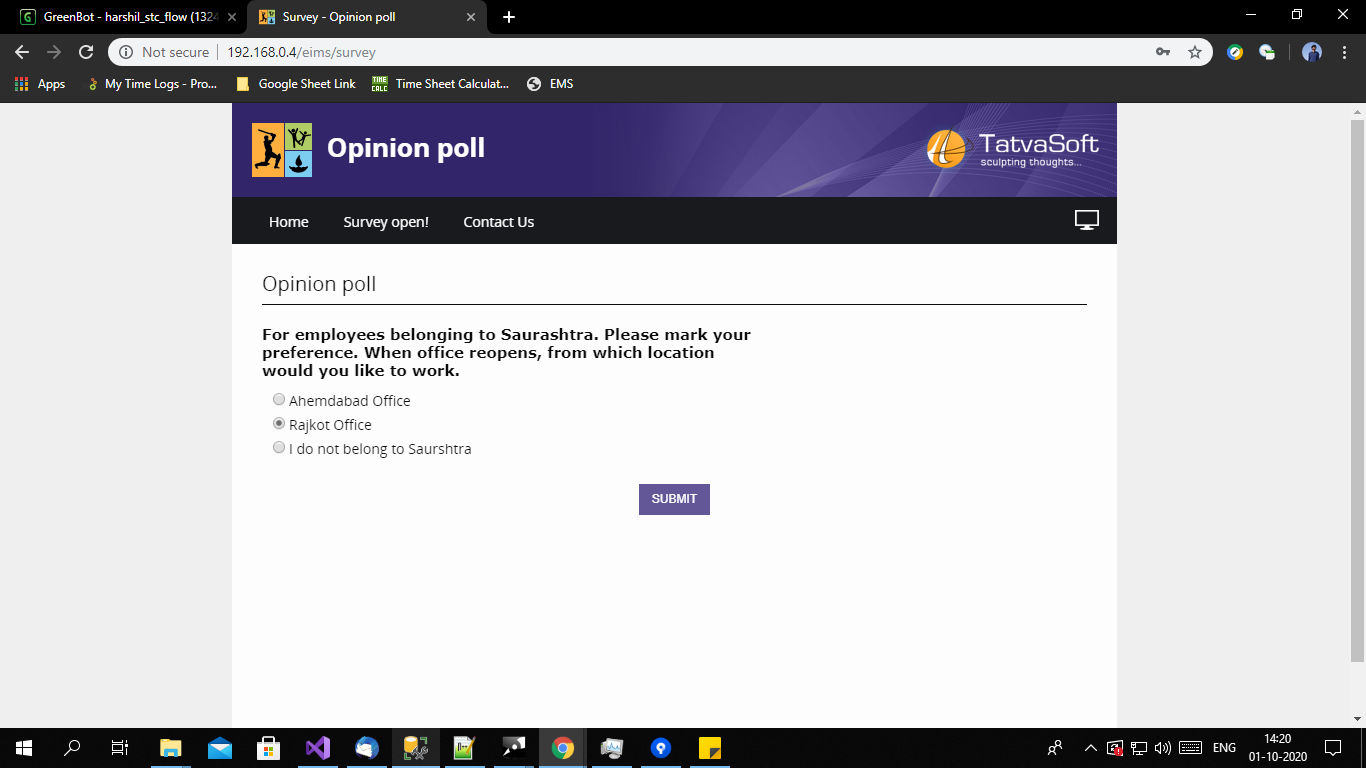 GreenBot - harshil_stc_flow (1324
Survey - Opinion poll
Not secure
192.168.0.4/eims/survey
Apps
My Time Logs - Pro...
Google Sheet Link
TIME CALC
Time Sheet Calculat...
EMS
Opinion poll
TatvaSoft
sculpting thoughts...
Home
Survey open!
Contact Us
Opinion poll
For employees belonging to Saurashtra. Please mark your
preference. When office reopens, from which location
would you like to work.
Ahemdabad Office
Rajkot Office
I do not belong to Saurshtra
SUBMIT
ENG
14:20
01-10-2020